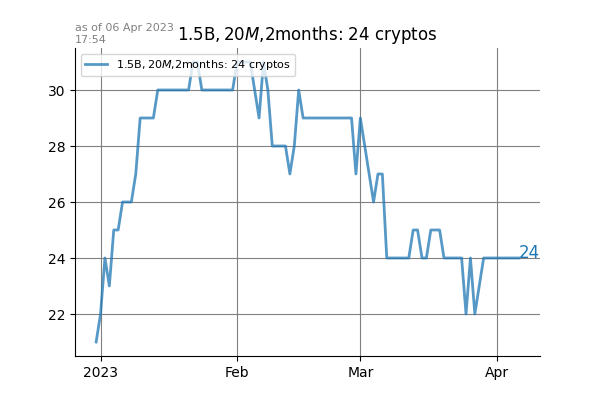 as of 06 Apr 2023
17:54
1.5B, 20M,2months: 24 cryptos
1.5B, 20M,2months: 24 cryptos
30
28
26
24
22
24
2023
Feb
Mar
Apr